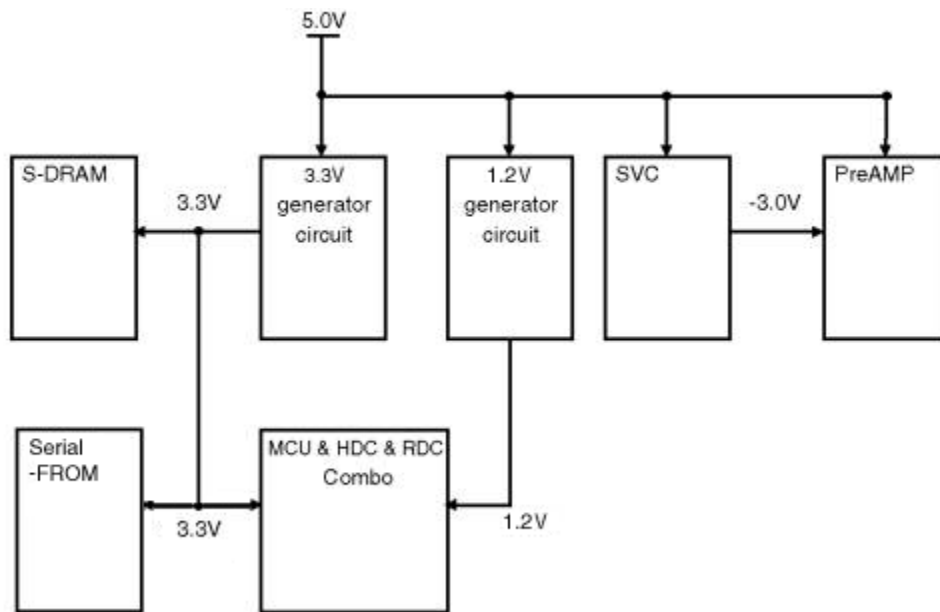 5.0V
S-DRAM
3.3V
3.3V
generator
circuit
1.2V
generator
circuit
SVC
-3.0V
PreAMP
Serial
-FROM
3.3V
MCU & HDC & RDC
Combo
1.2V